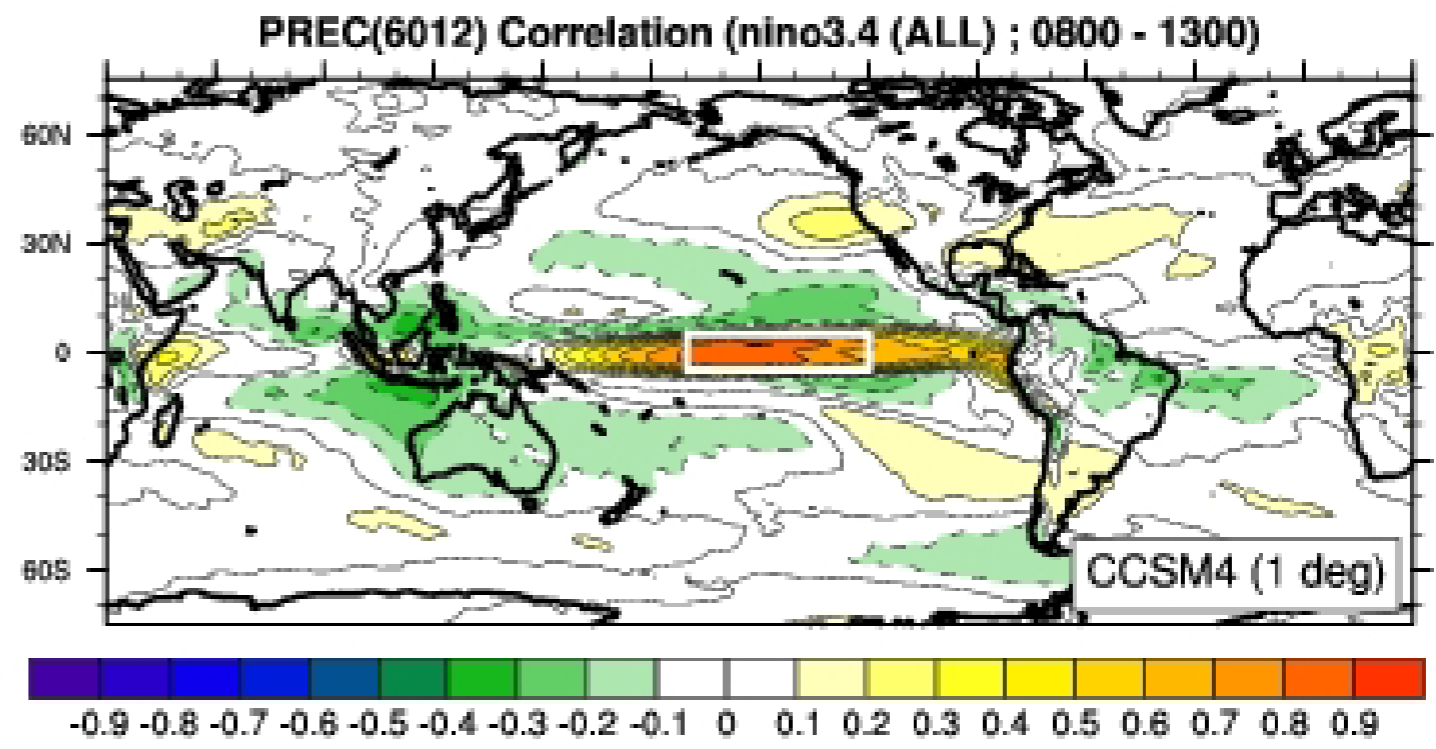 PREC(6012) Correlation (nino3.4 (ALL) ; 0800 - 1300)
60N
30N
0
30S
60S
CCSM4 (1 deg)
-0.9 -0.8 -0.7 -0.6 -0.5 -0.4 -0.3 -0.2 -0.1 0 0.1 0.2 0.3 0.4 0.5 0.6 0.7 0.8 0.9